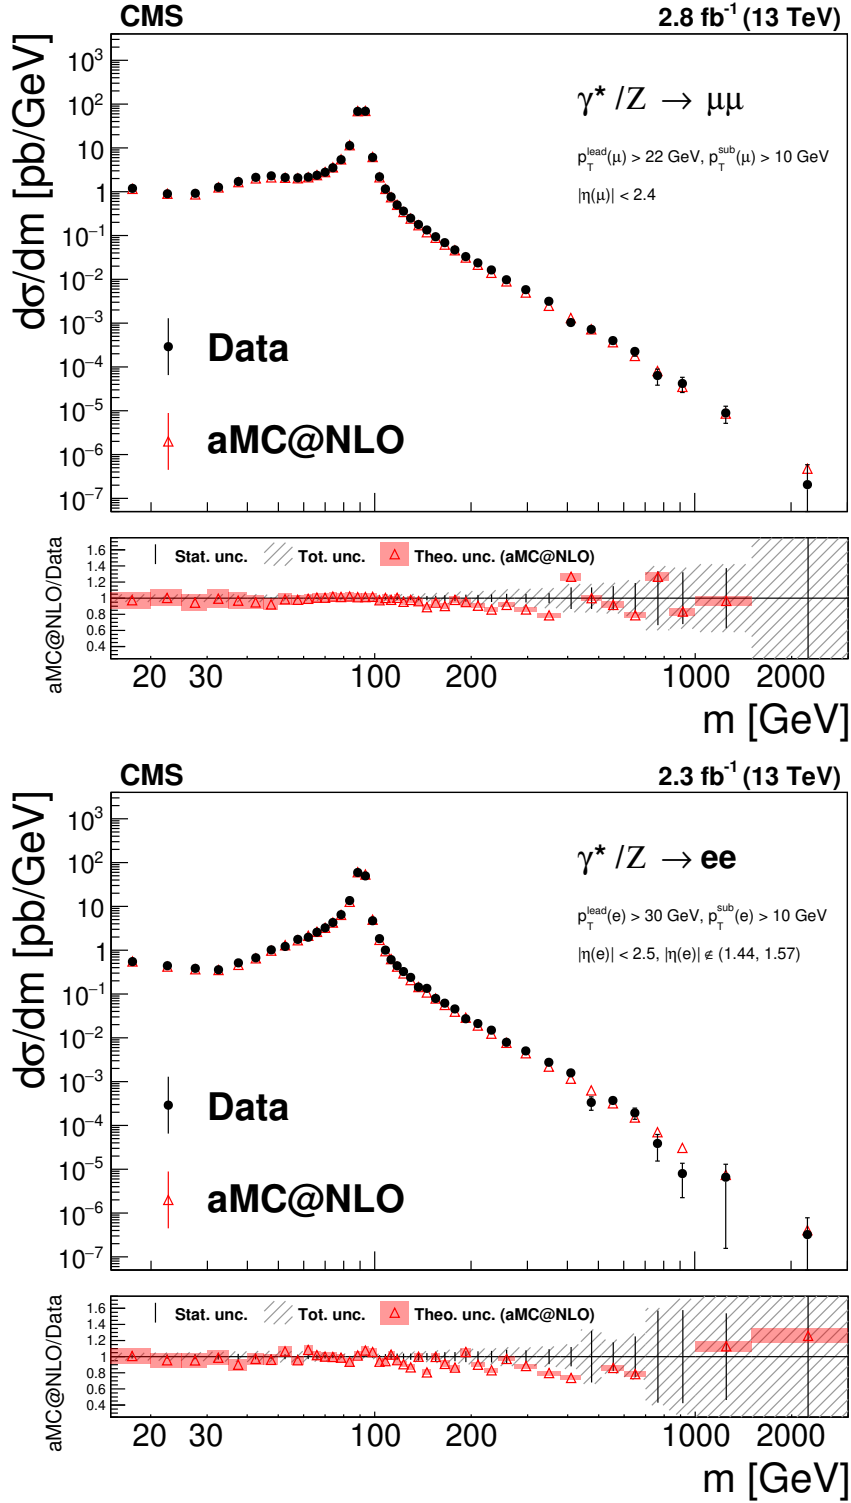 CMS 2.8 fb⁻¹ (13 TeV)
dσ/dm [pb/GeV]
10³
10²
10
1
10⁻¹
10⁻²
10⁻³
10⁻⁴
10⁻⁵
10⁻⁶
10⁻⁷
γ* /Z → μμ
p_T^lead(μ) > 22 GeV, p_T^sub(μ) > 10 GeV
|η(μ)| < 2.4
Data
aMC@NLO
aMC@NLO/Data
1.6
1.4
1.2
1
0.8
0.6
0.4
Stat. unc. Tot. unc. Theo. unc. (aMC@NLO)
20 30 100 200 1000 2000
m [GeV]
CMS 2.3 fb⁻¹ (13 TeV)
dσ/dm [pb/GeV]
10³
10²
10
1
10⁻¹
10⁻²
10⁻³
10⁻⁴
10⁻⁵
10⁻⁶
10⁻⁷
γ* /Z → ee
p_T^lead(e) > 30 GeV, p_T^sub(e) > 10 GeV
|η(e)| < 2.5, |η(e)| ∉ (1.44, 1.57)
Data
aMC@NLO
aMC@NLO/Data
1.6
1.4
1.2
1
0.8
0.6
0.4
Stat. unc. Tot. unc. Theo. unc. (aMC@NLO)
20 30 100 200 1000 2000
m [GeV]